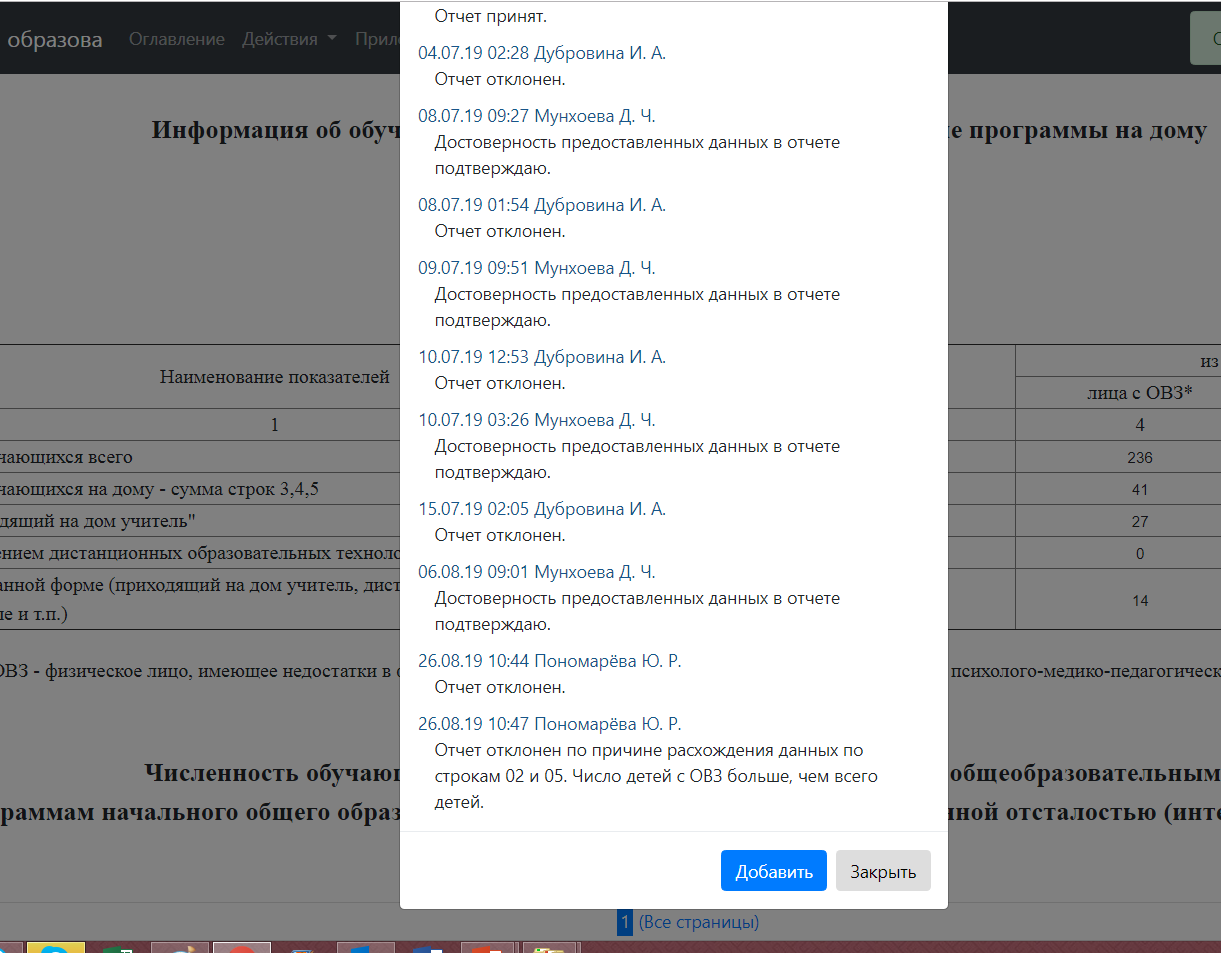 образова
Оглавление
Действия
Отчет принят.
04.07.19 02:28 Дубровина И. А.
Отчет отклонен.
08.07.19 09:27 Мунхоева Д. Ч.
Достоверность предоставленных данных в отчете
подтверждаю.
08.07.19 01:54 Дубровина И. А.
Отчет отклонен.
09.07.19 09:51 Мунхоева Д. Ч.
Достоверность предоставленных данных в отчете
подтверждаю.
10.07.19 12:53 Дубровина И. А.
Отчет отклонен.
10.07.19 03:26 Мунхоева Д. Ч.
Достоверность предоставленных данных в отчете
подтверждаю.
15.07.19 02:05 Дубровина И. А.
Отчет отклонен.
06.08.19 09:01 Мунхоева Д. Ч.
Достоверность предоставленных данных в отчете
подтверждаю.
26.08.19 10:44 Пономарёва Ю. Р.
Отчет отклонен.
26.08.19 10:47 Пономарёва Ю. Р.
Отчет отклонен по причине расхождения данных по
строкам 02 и 05. Число детей с ОВЗ больше, чем всего
детей.
Добавить
Закрыть
Информация об обуч
программы на дому
Наименование показателей
из
лица с ОВЗ*
1
4
чающихся всего
236
чающихся на дому - сумма строк 3,4,5
41
дящий на дом учитель"
27
ением дистанционных образовательных техноло
0
анной форме (приходящий на дом учитель, дист
ие и т.п.)
14
ОВЗ - физическое лицо, имеющее недостатки в
психолого-медико-педагогическ
Численность обучаю
общеобразовательным
раммам начального общего образ
ной отсталостью (инте
1 (Все страницы)